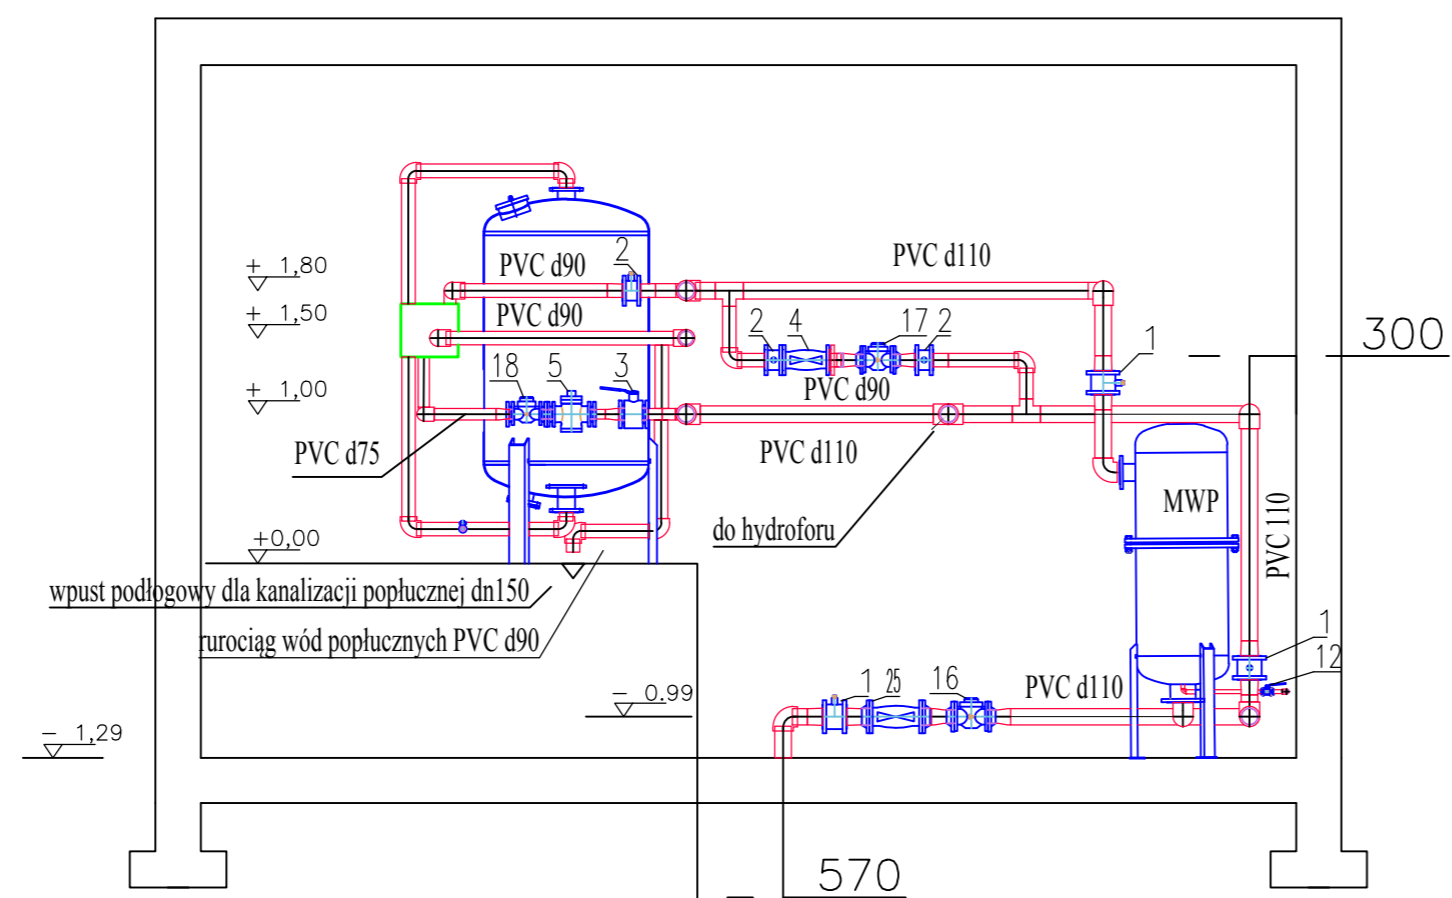 + 1,80
PVC d90
2
PVC d110
+ 1,50
PVC d90
2 4 17 2
1
300
+ 1,00
18 5 3
PVC d90
PVC d75
PVC d110
MWP
PVC 110
do hydroforu
+0,00
wpust podłogowy dla kanalizacji popłucznej dn150
rurociąg wód popłucznych PVC d90
1
12
- 0.99
1 25 16
PVC d110
- 1,29
570